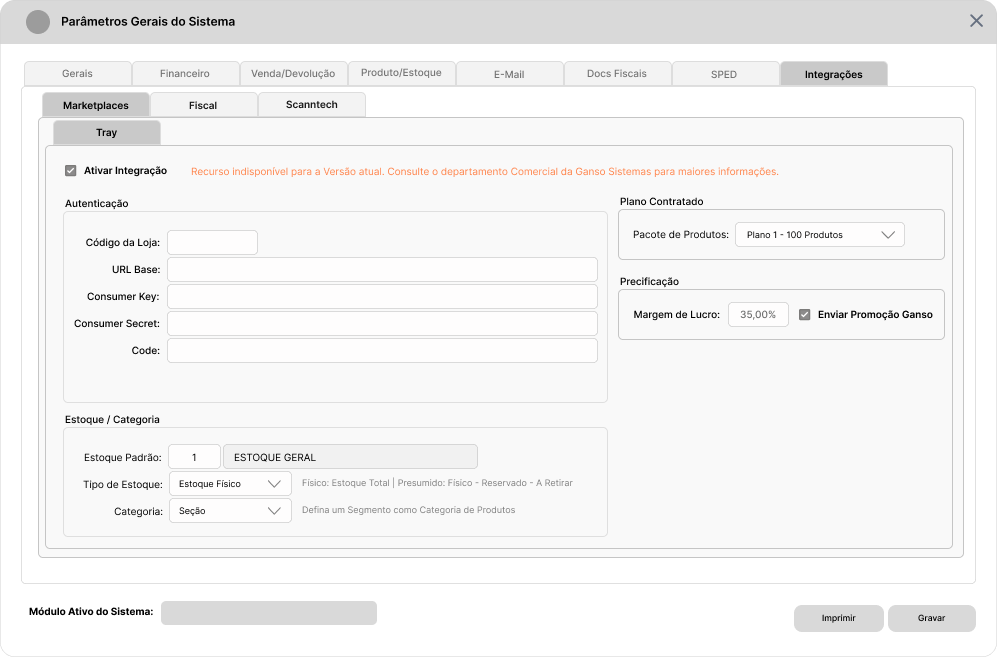 Parâmetros Gerais do Sistema
Gerais
Financeiro
Venda/Devolução
Produto/Estoque
E-Mail
Docs Fiscais
SPED
Integrações
Marketplaces
Fiscal
Scanntech
Tray
Ativar Integração
Recurso indisponível para a Versão atual. Consulte o departamento Comercial da Ganso Sistemas para maiores informações.
Autenticação
Código da Loja:
URL Base:
Consumer Key:
Consumer Secret:
Code:
Plano Contratado
Pacote de Produtos: Plano 1 - 100 Produtos
Precificação
Margem de Lucro: 35,00% Enviar Promoção Ganso
Estoque / Categoria
Estoque Padrão: 1 ESTOQUE GERAL
Tipo de Estoque: Estoque Físico Físico: Estoque Total | Presumido: Físico - Reservado - A Retirar
Categoria: Seção Defina um Segmento como Categoria de Produtos
Módulo Ativo do Sistema:
Imprimir
Gravar